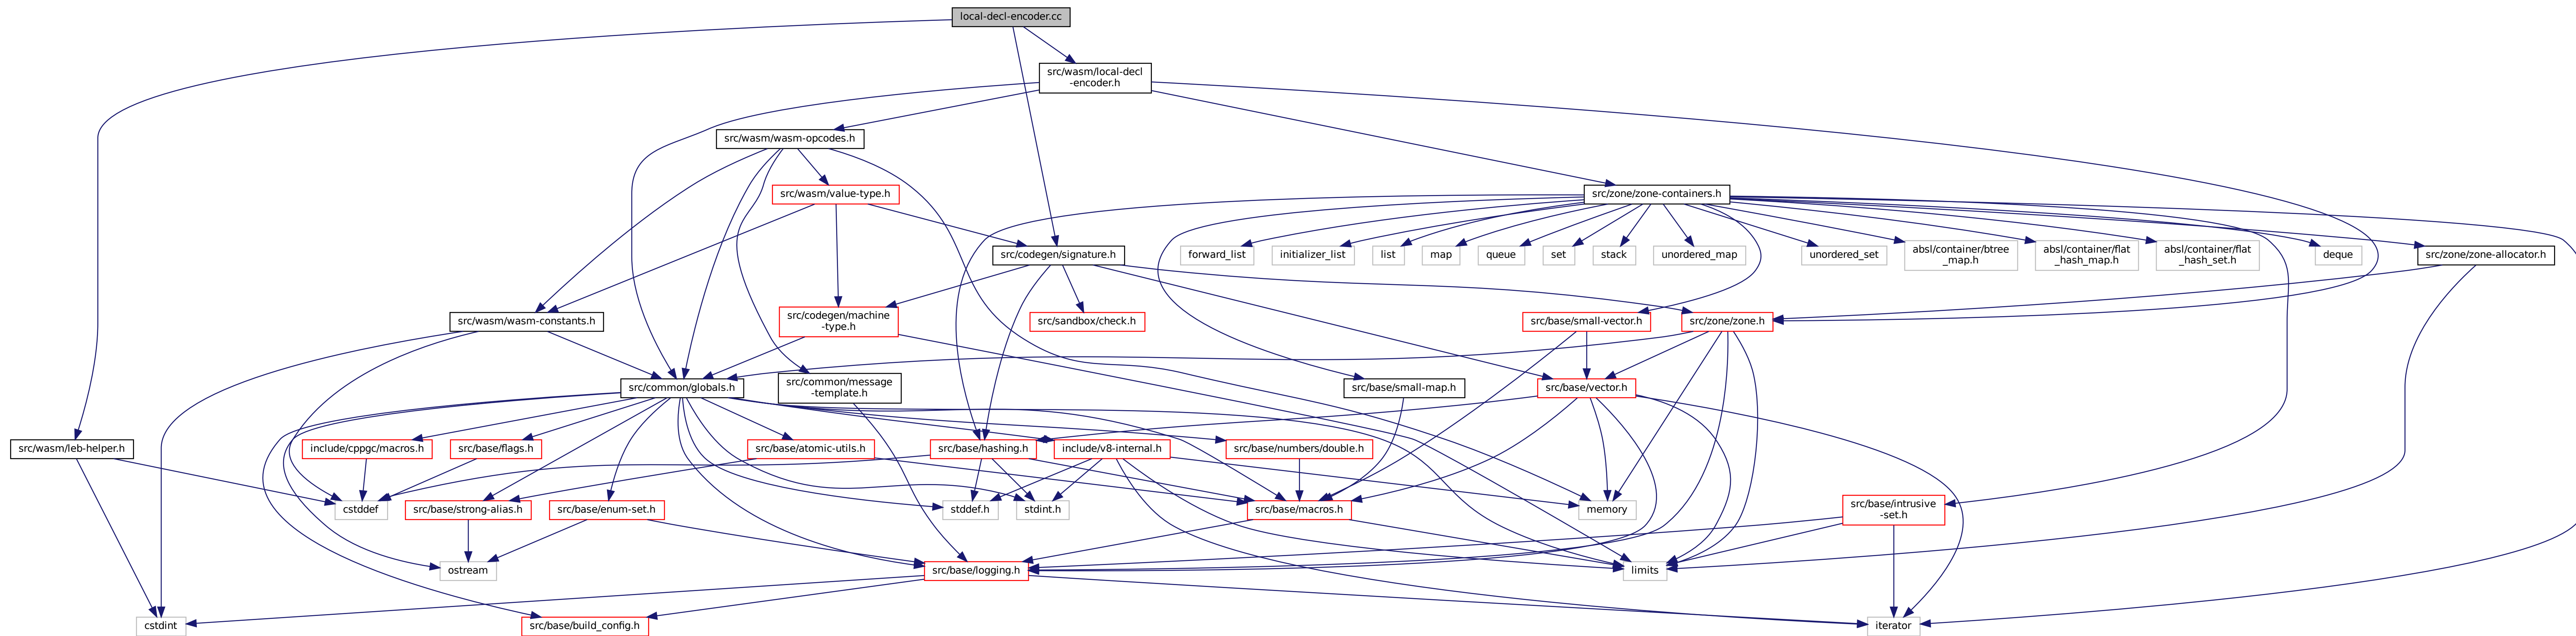 local-decl-encoder.cc
src/wasm/local-decl
-encoder.h
src/wasm/wasm-opcodes.h
src/wasm/value-type.h
src/zone/zone-containers.h
src/codegen/signature.h
forward_list
initializer_list
list
map
queue
set
stack
unordered_map
unordered_set
absl/container/btree
_map.h
absl/container/flat
_hash_map.h
absl/container/flat
_hash_set.h
deque
src/zone/zone-allocator.h
src/wasm/wasm-constants.h
src/codegen/machine
-type.h
src/sandbox/check.h
src/base/small-vector.h
src/zone/zone.h
src/common/globals.h
src/common/message
-template.h
src/base/small-map.h
src/base/vector.h
src/wasm/leb-helper.h
include/cppgc/macros.h
src/base/flags.h
src/base/atomic-utils.h
src/base/hashing.h
include/v8-internal.h
src/base/numbers/double.h
cstddef
src/base/strong-alias.h
src/base/enum-set.h
stddef.h
stdint.h
src/base/macros.h
memory
src/base/intrusive
-set.h
ostream
src/base/logging.h
limits
cstdint
src/base/build_config.h
iterator